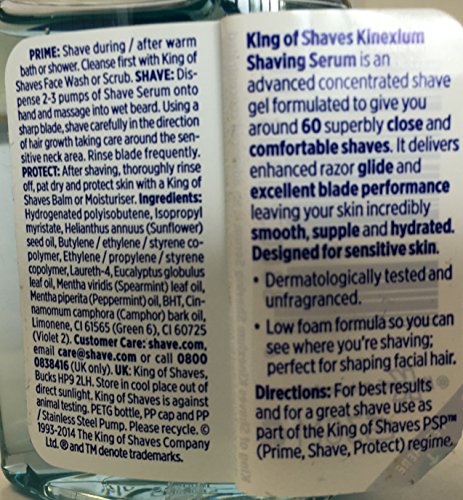 PRIME: Shave during / after warm
bath or shower. Cleanse first with King of
Shaves Face Wash or Scrub. SHAVE: Dis-
pense 2-3 pumps of Shave Serum onto
hand and massage into wet beard. Using a
sharp blade, shave carefully in the direction
of hair growth taking care around the sen-
sitive neck area. Rinse blade frequently.
PROTECT: After shaving, thoroughly rinse
off, pat dry and protect skin with a King of
Shaves Balm or Moisturiser. Ingredients:
Hydrogenated polyisobutene, Isopropyl
myristate, Helianthus annuus (Sunflower)
seed oil, Butylene / ethylene / styrene co-
polymer, Ethylene / propylene / styrene
copolymer, Laureth-4, Eucalyptus globulus
leaf oil, Mentha viridis (Spearmint) leaf oil,
Mentha piperita (Peppermint) oil, BHT, Cin-
namomum camphora (Camphor) bark oil,
Limonene, CI 61565 (Green 6), CI 60725
(Violet 2). Customer Care: shave.com,
email care@shave.com or call 0800
0838416 (UK only). UK: King of Shaves,
Bucks HP9 2LH. Store in cool place out of
direct sunlight. King of Shaves is against
animal testing. PETG bottle, PP cap and PP
/ Stainless Steel Pump. Please recycle. ©
1993-2014 The King of Shaves Company
Ltd. ® and TM denote trademarks.
King of Shaves Kinexium
Shaving Serum is an
advanced concentrated shave
gel formulated to give you
around 60 superbly close and
comfortable shaves. It delivers
enhanced razor glide and
excellent blade performance
leaving your skin incredibly
smooth, supple and hydrated.
Designed for sensitive skin.
• Dermatologically tested and
unfragranced.
• Low foam formula so you can
see where you're shaving;
perfect for shaping facial hair.
Directions: For best results
and for a great shave use as
part of the King of Shaves PSP™
(Prime, Shave, Protect) regime.